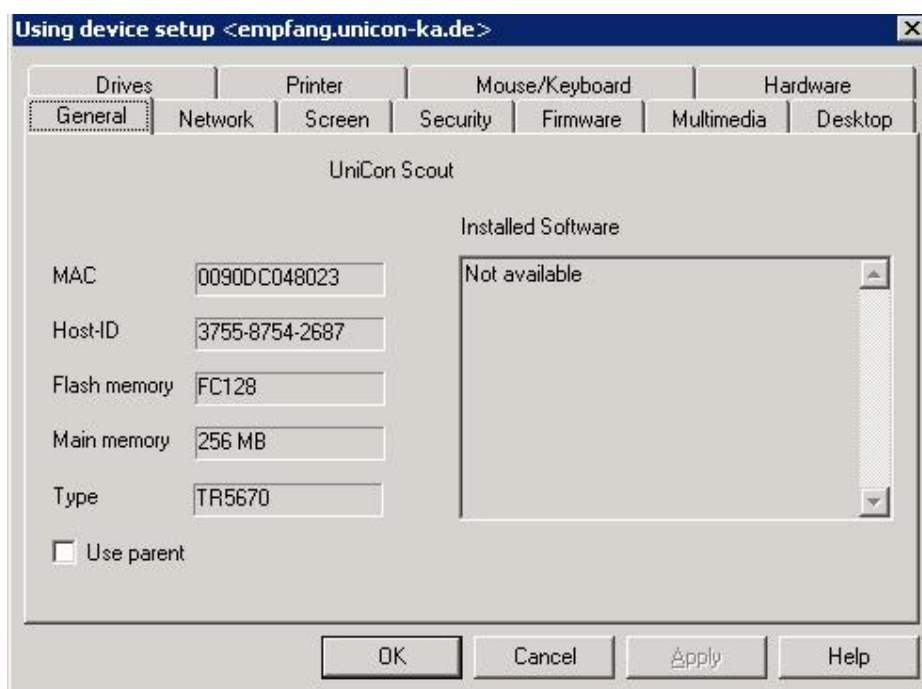 Using device setup <empfang.unicon-ka.de>
Drives Printer Mouse/Keyboard Hardware
General Network Screen Security Firmware Multimedia Desktop
UniCon Scout
Installed Software
MAC 0090DC048023 Not available
Host-ID 3755-8754-2687
Flash memory FC128
Main memory 256 MB
Type TR5670
Use parent
OK Cancel Apply Help